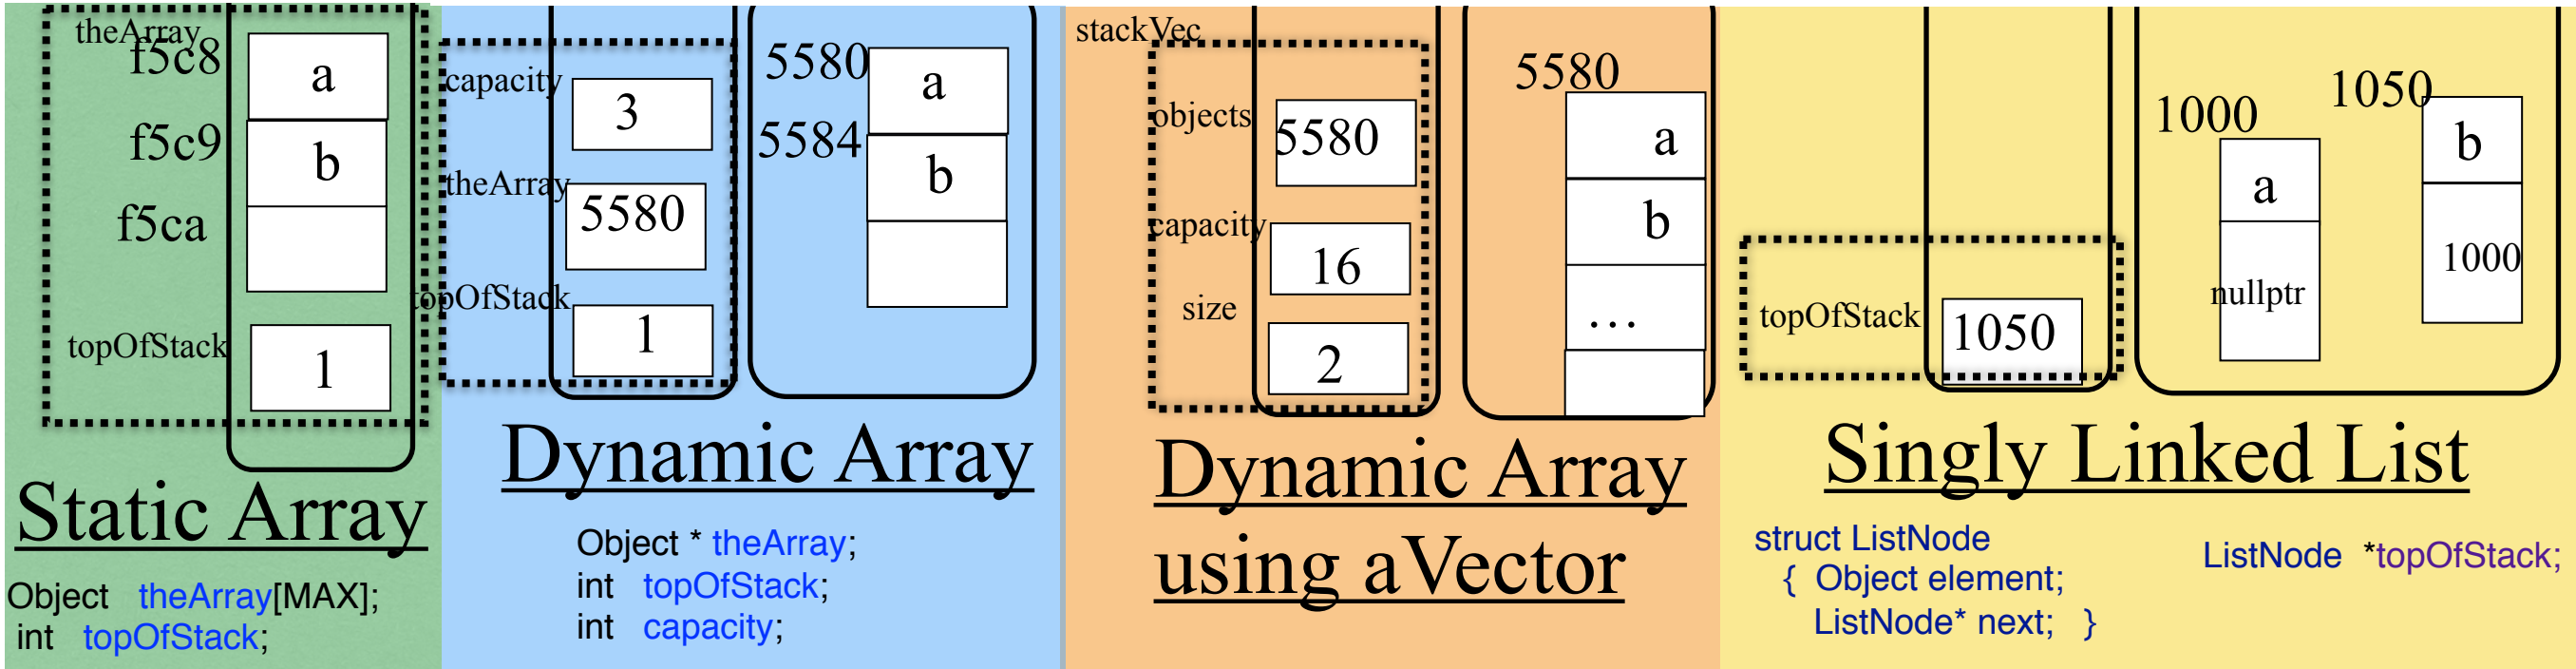 theArray
f5c8
a
f5c9
b
f5ca
topOfStack
1
Static Array
Object theArray[MAX];
int topOfStack;
capacity
3
theArray
5580
topOfStack
1
5580
a
5584
b
Dynamic Array
Object * theArray;
int topOfStack;
int capacity;
stackVec
objects
5580
capacity
16
size
2
5580
a
b
...
Dynamic Array
using aVector
topOfStack
1050
1000
a
nullptr
1050
b
1000
Singly Linked List
struct ListNode
{ Object element;
ListNode* next; }
ListNode *topOfStack;